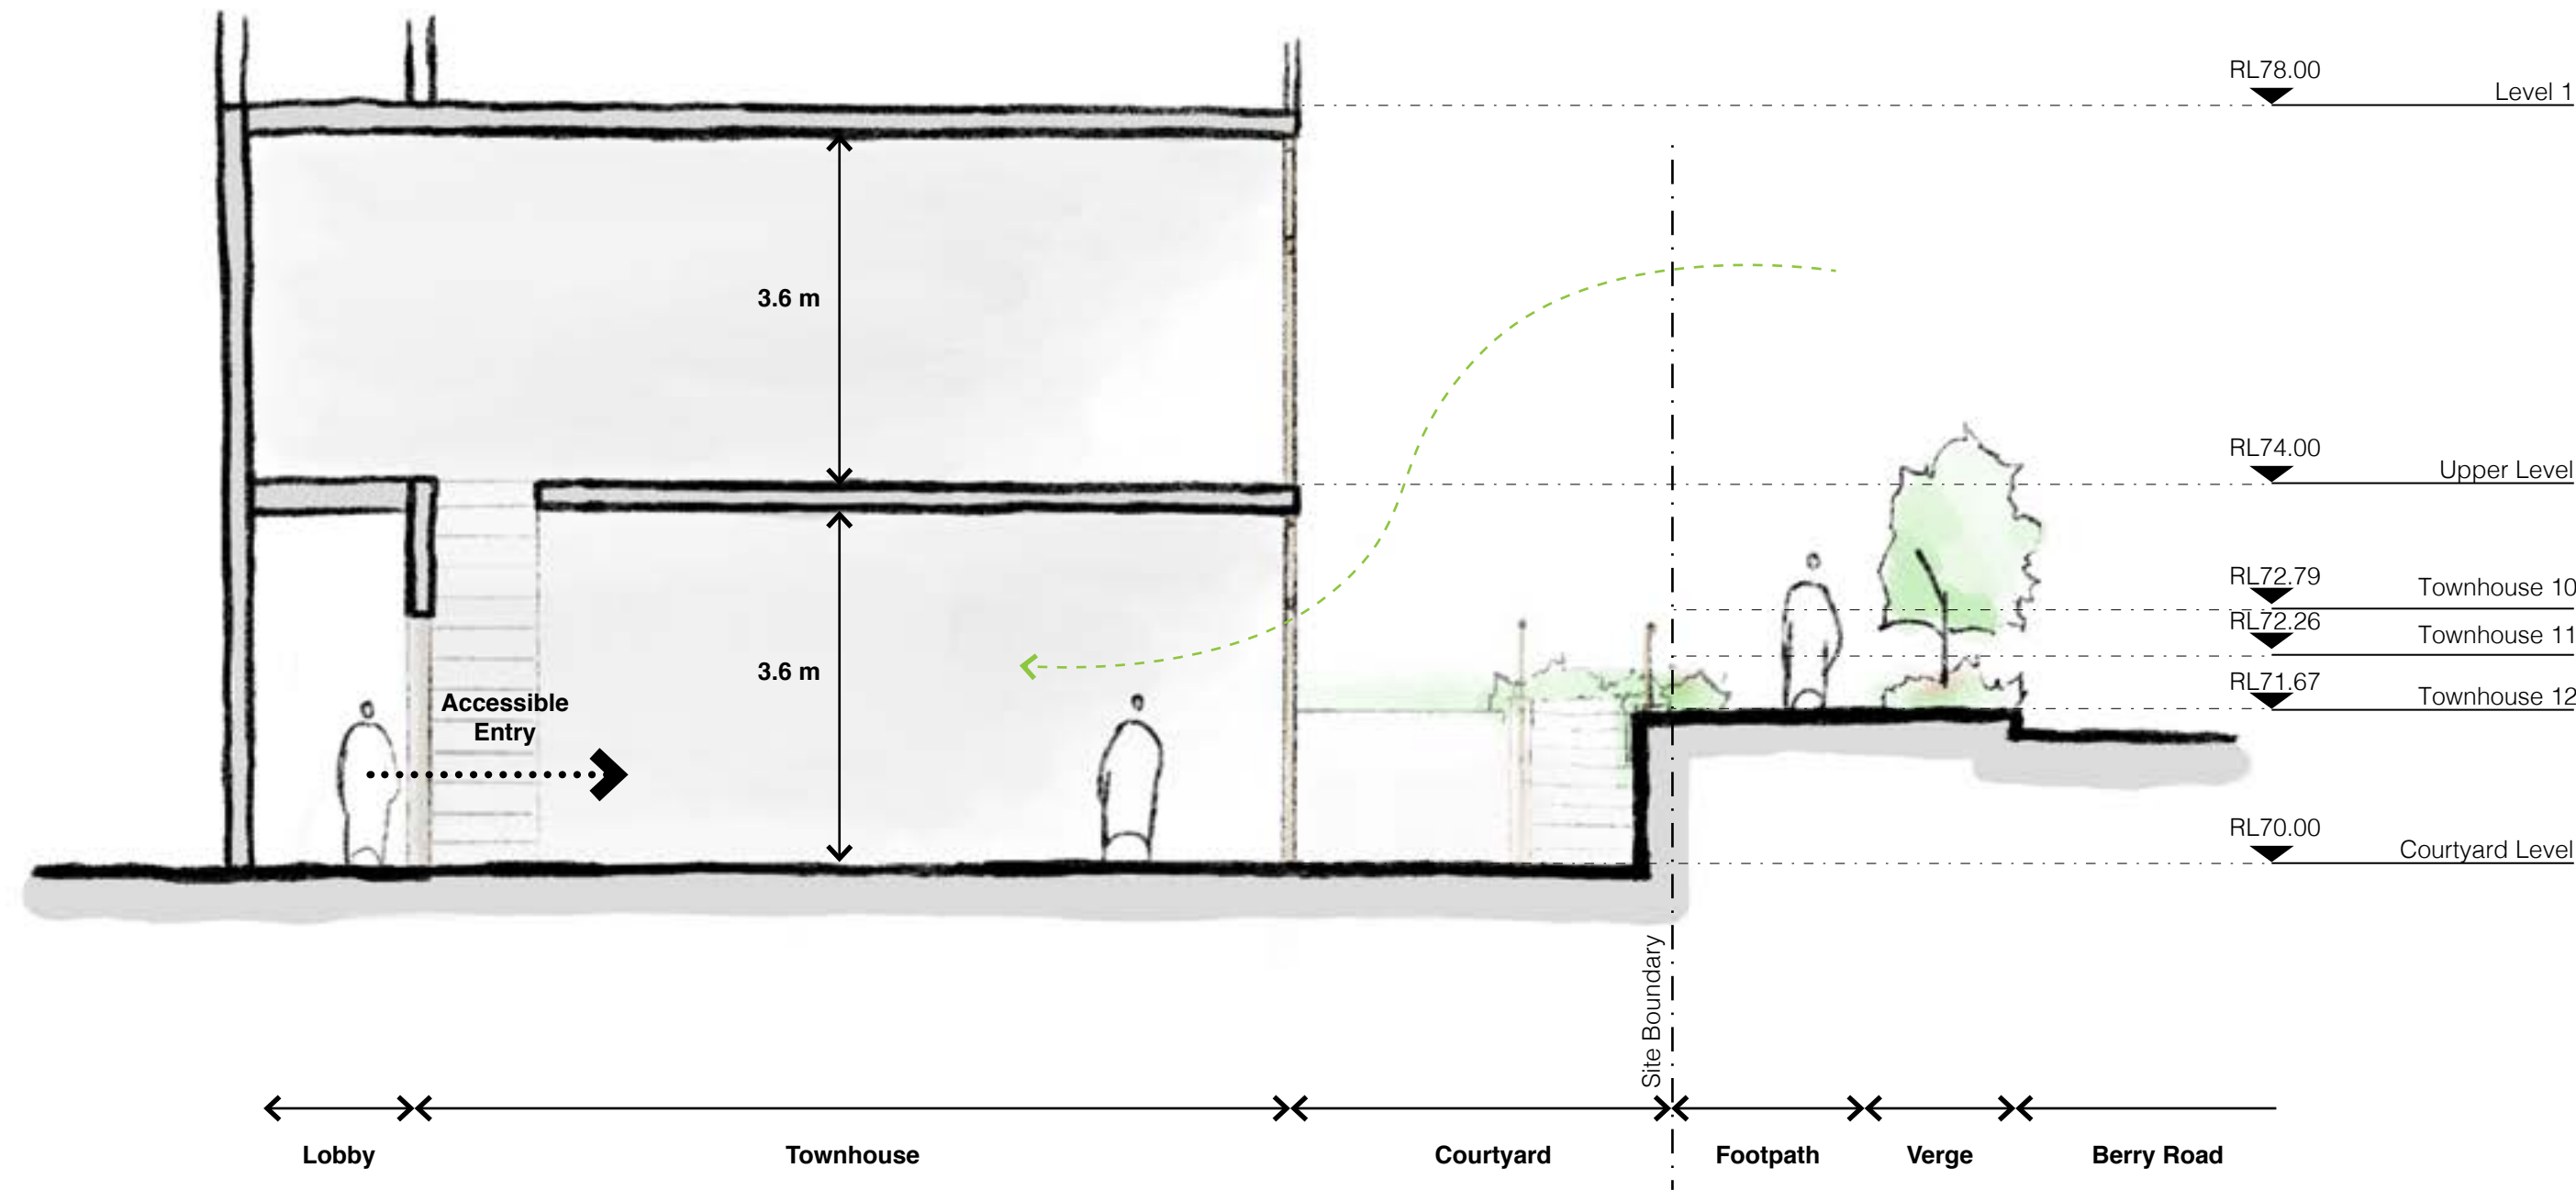 RL78.00
Level 1
3.6 m
RL74.00
Upper Level
RL72.79
Townhouse 10
RL72.26
Townhouse 11
3.6 m
RL71.67
Townhouse 12
Accessible
Entry
RL70.00
Courtyard Level
Site Boundary
Lobby
Townhouse
Courtyard
Footpath
Verge
Berry Road